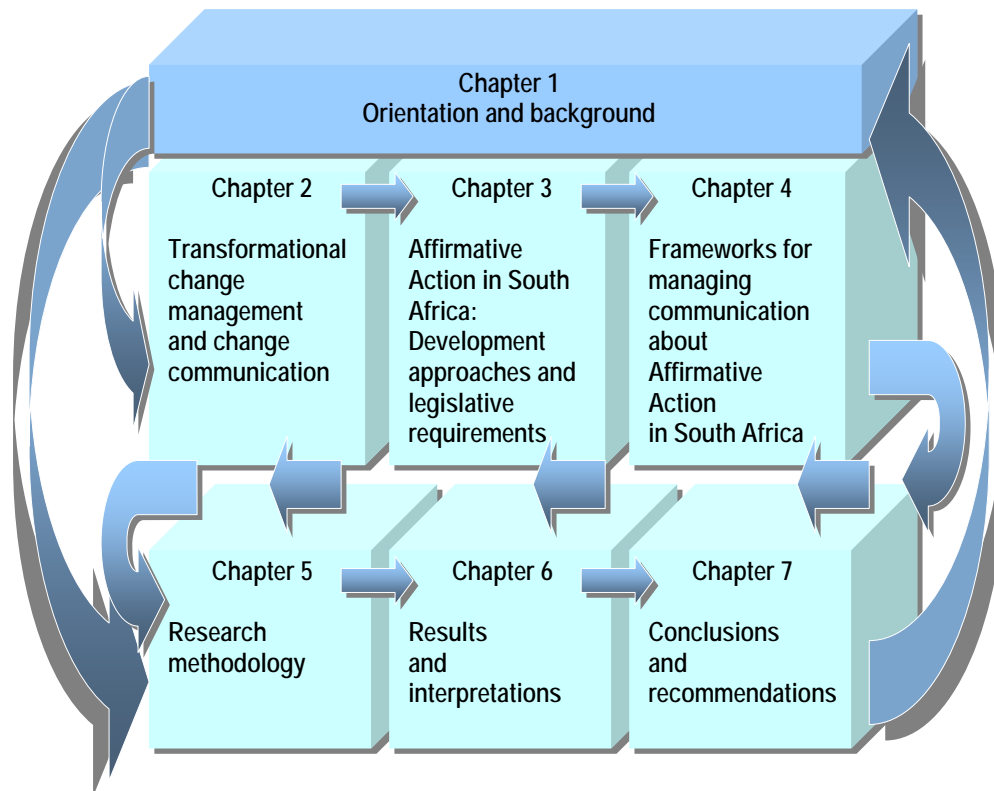 Chapter 1
Orientation and background
Chapter 2
Transformational
change
management
and change
communication
Chapter 3
Affirmative
Action in South
Africa:
Development
approaches and
legislative
requirements
Chapter 4
Frameworks for
managing
communication
about
Affirmative
Action
in South Africa
Chapter 5
Research
methodology
Chapter 6
Results
and
interpretations
Chapter 7
Conclusions
and
recommendations